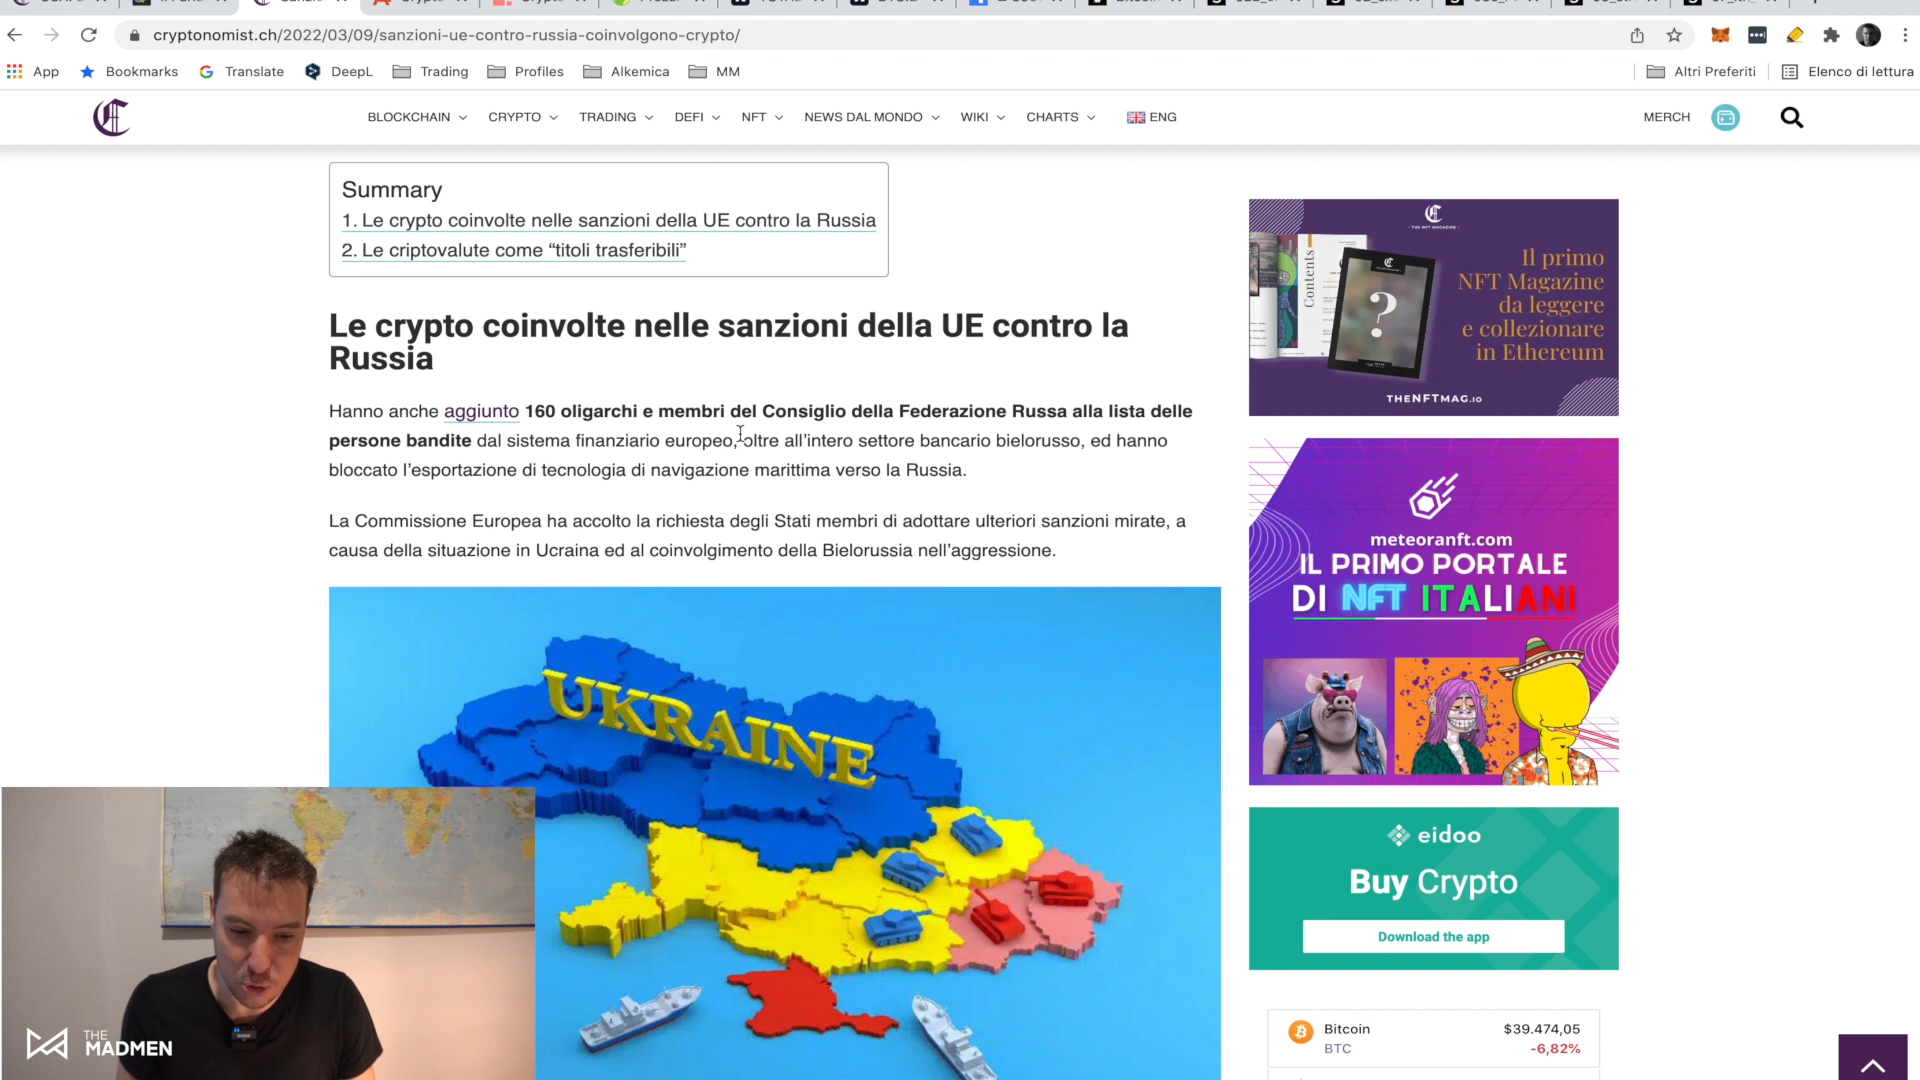 cryptonomist.ch/2022/03/09/sanzioni-ue-contro-russia-coinvolgono-crypto/
App Bookmarks Translate DeepL Trading Profiles Alkemica MM Altri Preferiti Elenco di lettura
BLOCKCHAIN CRYPTO TRADING DEFI NFT NEWS DAL MONDO WIKI CHARTS ENG MERCH
Summary
1. Le crypto coinvolte nelle sanzioni della UE contro la Russia
2. Le criptovalute come “titoli trasferibili”
Le crypto coinvolte nelle sanzioni della UE contro la
Russia
Hanno anche aggiunto 160 oligarchi e membri del Consiglio della Federazione Russa alla lista delle
persone bandite dal sistema finanziario europeo, oltre all’intero settore bancario bielorusso, ed hanno
bloccato l’esportazione di tecnologia di navigazione marittima verso la Russia.
La Commissione Europea ha accolto la richiesta degli Stati membri di adottare ulteriori sanzioni mirate, a
causa della situazione in Ucraina ed al coinvolgimento della Bielorussia nell’aggressione.
UKRAINE
THE
MADMEN
- THE NFT MAGAZINE -
Contents
?
Il primo
NFT Magazine
da leggere
e collezionare
in Ethereum
THENFTMAG.IO
meteoranft.com
IL PRIMO PORTALE
DI NFT ITALIANI
eidoo
Buy Crypto
Download the app
Bitcoin $39.474,05
BTC -6,82%